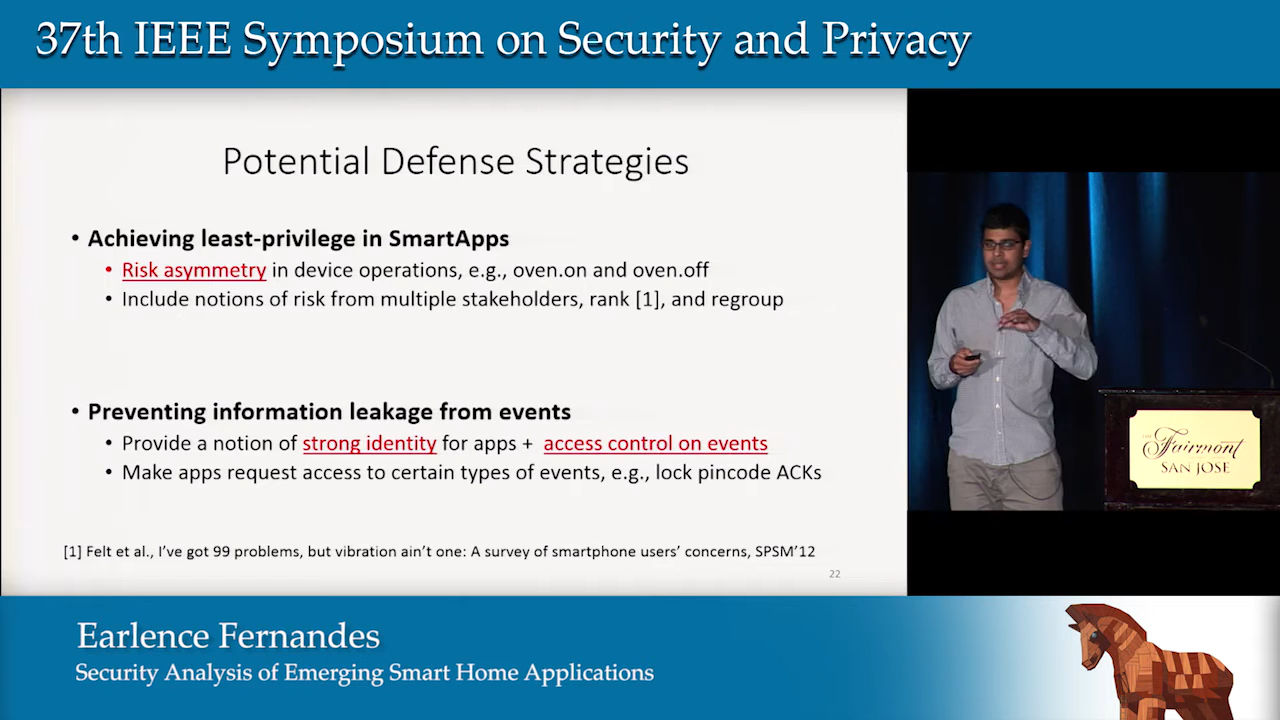 37th IEEE Symposium on Security and Privacy
Potential Defense Strategies
• Achieving least-privilege in SmartApps
• Risk asymmetry in device operations, e.g., oven.on and oven.off
• Include notions of risk from multiple stakeholders, rank [1], and regroup
• Preventing information leakage from events
• Provide a notion of strong identity for apps + access control on events
• Make apps request access to certain types of events, e.g., lock pincode ACKs
[1] Felt et al., I've got 99 problems, but vibration ain't one: A survey of smartphone users' concerns, SPSM'12
22
THE Fairmont
SAN JOSE
Earlence Fernandes
Security Analysis of Emerging Smart Home Applications